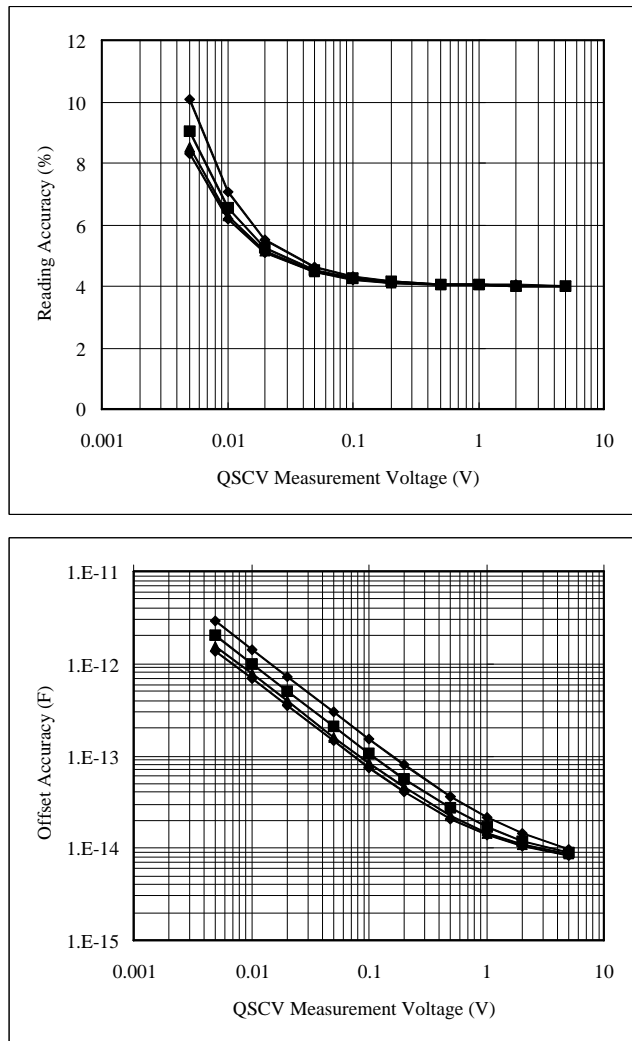 12
10
8
6
4
2
0
Reading Accuracy (%)
0.001 0.01 0.1 1 10
QSCV Measurement Voltage (V)
1.E-11
1.E-12
1.E-13
1.E-14
1.E-15
Offset Accuracy (F)
0.001 0.01 0.1 1 10
QSCV Measurement Voltage (V)